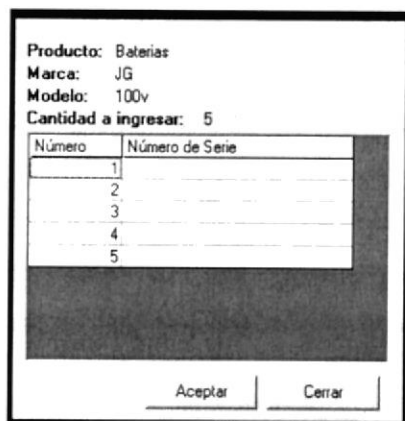 Producto: Baterias
Marca: JG
Modelo: 100v
Cantidad a ingresar: 5
Número Número de Serie
1
2
3
4
5
Aceptar Cerrar